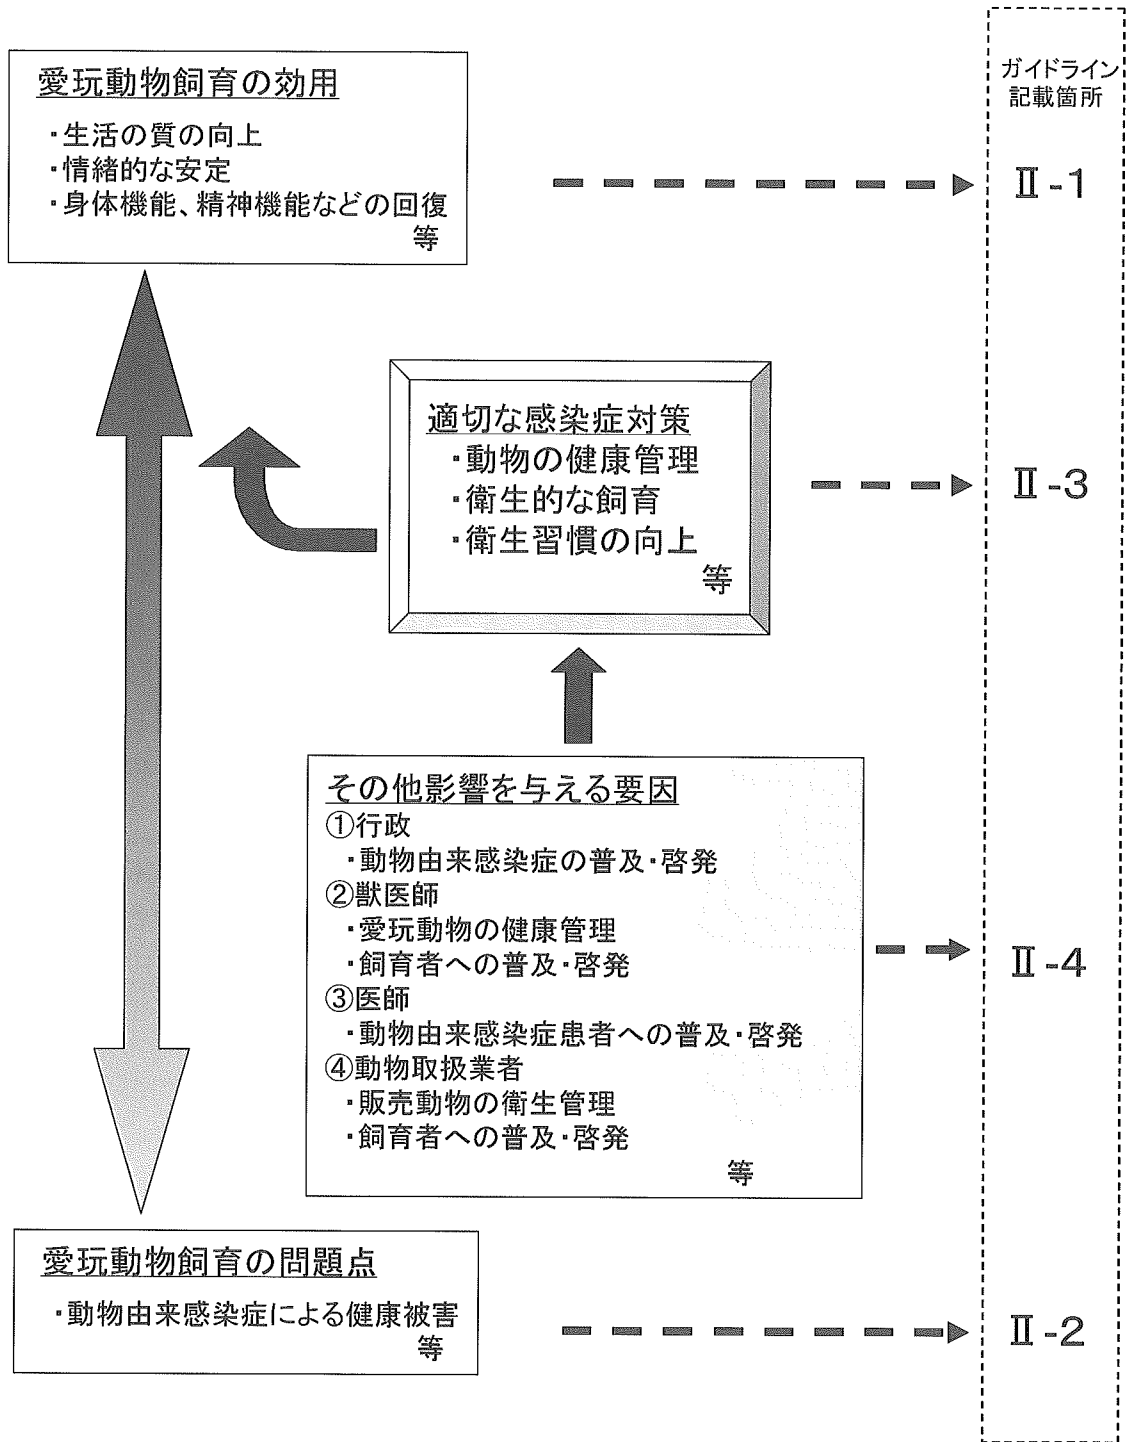 愛玩動物飼育の効用
・生活の質の向上
・情緒的な安定
・身体機能、精神機能などの回復
等
ガイドライン
記載箇所
Ⅱ-1
適切な感染症対策
・動物の健康管理
・衛生的な飼育
・衛生習慣の向上
等
Ⅱ-3
その他影響を与える要因
①行政
・動物由来感染症の普及・啓発
②獣医師
・愛玩動物の健康管理
・飼育者への普及・啓発
③医師
・動物由来感染症患者への普及・啓発
④動物取扱業者
・販売動物の衛生管理
・飼育者への普及・啓発
等
Ⅱ-4
愛玩動物飼育の問題点
・動物由来感染症による健康被害
等
Ⅱ-2